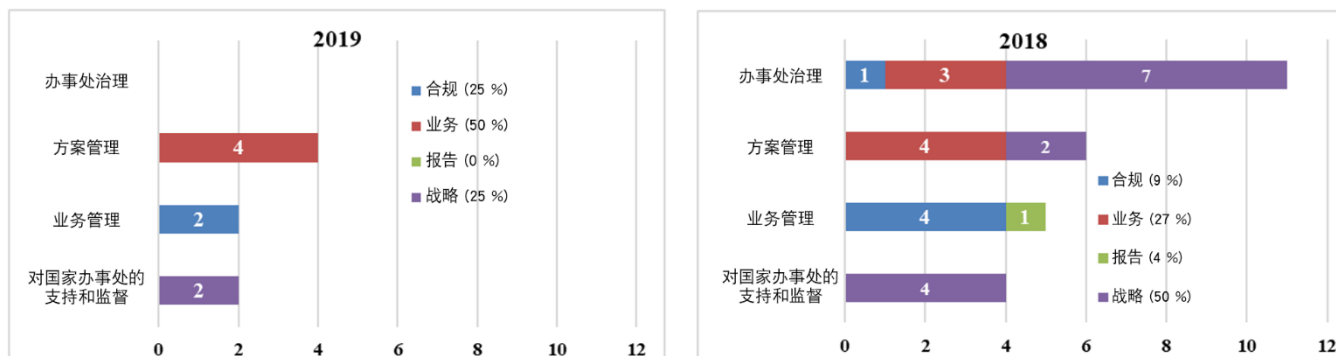 2019
办事处治理
方案管理
4
业务管理
2
对国家办事处的
支持和监督
2
合规 (25 %)
业务 (50 %)
报告 (0 %)
战略 (25 %)
0 2 4 6 8 10 12
2018
办事处治理
1 3 7
方案管理
4 2
业务管理
4 1
对国家办事处的
支持和监督
4
合规 (9 %)
业务 (27 %)
报告 (4 %)
战略 (50 %)
0 2 4 6 8 10 12